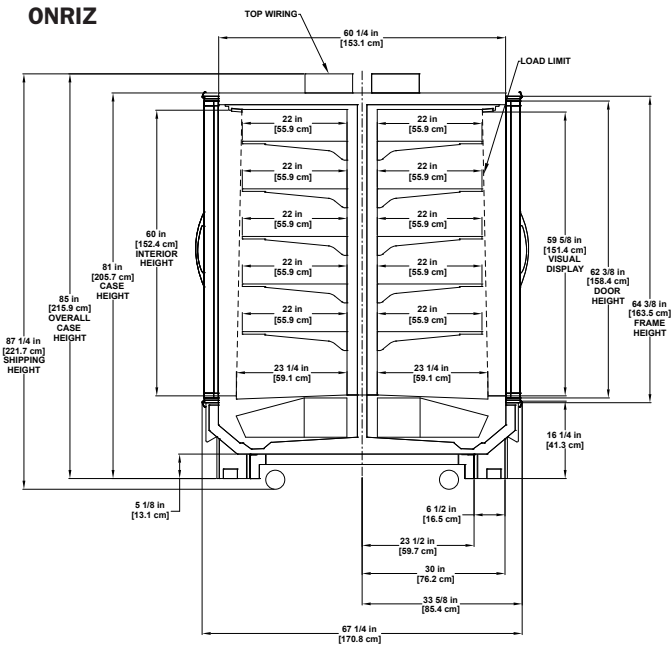 ONRIZ
TOP WIRING
60 1/4 in
[153.1 cm]
LOAD LIMIT
22 in
[55.9 cm]
22 in
[55.9 cm]
22 in
[55.9 cm]
22 in
[55.9 cm]
22 in
[55.9 cm]
22 in
[55.9 cm]
22 in
[55.9 cm]
22 in
[55.9 cm]
22 in
[55.9 cm]
22 in
[55.9 cm]
23 1/4 in
[59.1 cm]
23 1/4 in
[59.1 cm]
60 in
[152.4 cm]
INTERIOR
HEIGHT
81 in
[205.7 cm]
CASE
HEIGHT
85 in
[215.9 cm]
OVERALL
CASE
HEIGHT
87 1/4 in
[221.7 cm]
SHIPPING
HEIGHT
59 5/8 in
[151.4 cm]
VISUAL
DISPLAY
62 3/8 in
[158.4 cm]
DOOR
HEIGHT
64 3/8 in
[163.5 cm]
FRAME
HEIGHT
16 1/4 in
[41.3 cm]
5 1/8 in
[13.1 cm]
6 1/2 in
[16.5 cm]
23 1/2 in
[59.7 cm]
30 in
[76.2 cm]
33 5/8 in
[85.4 cm]
67 1/4 in
[170.8 cm]